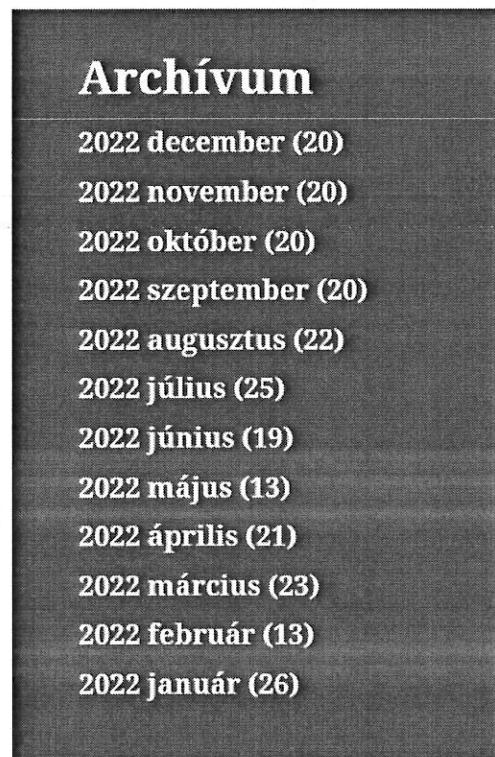 Archívum
2022 december (20)
2022 november (20)
2022 október (20)
2022 szeptember (20)
2022 augusztus (22)
2022 július (25)
2022 június (19)
2022 május (13)
2022 április (21)
2022 március (23)
2022 február (13)
2022 január (26)